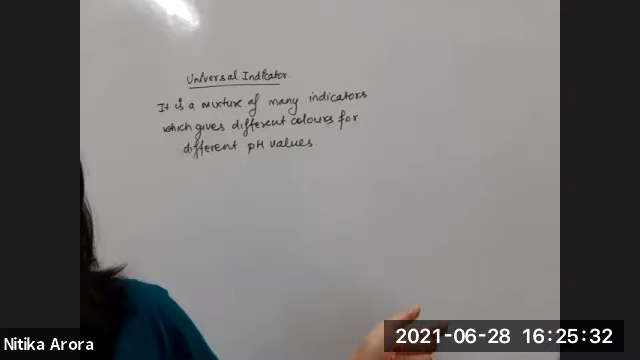 Universal Indicator.
It is a mixture of many indicators
which gives different colours for
different pH values.
Nitika Arora
2021-06-28 16:25:32